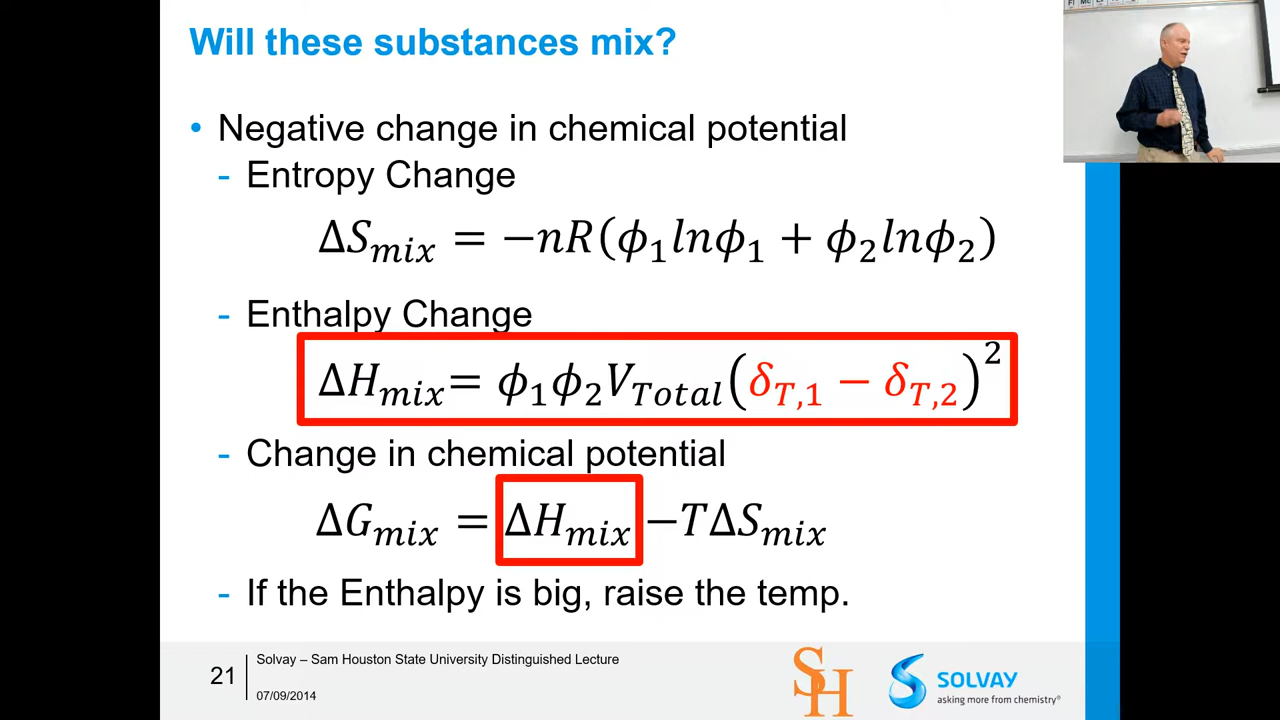 Will these substances mix?
• Negative change in chemical potential
- Entropy Change
ΔS_mix = −nR(ϕ₁lnϕ₁ + ϕ₂lnϕ₂)
- Enthalpy Change
ΔH_mix = ϕ₁ϕ₂V_Total(δ_T,1 − δ_T,2)²
- Change in chemical potential
ΔG_mix = ΔH_mix −TΔS_mix
- If the Enthalpy is big, raise the temp.
21
Solvay – Sam Houston State University Distinguished Lecture
07/09/2014
SH
SOLVAY
asking more from chemistry®